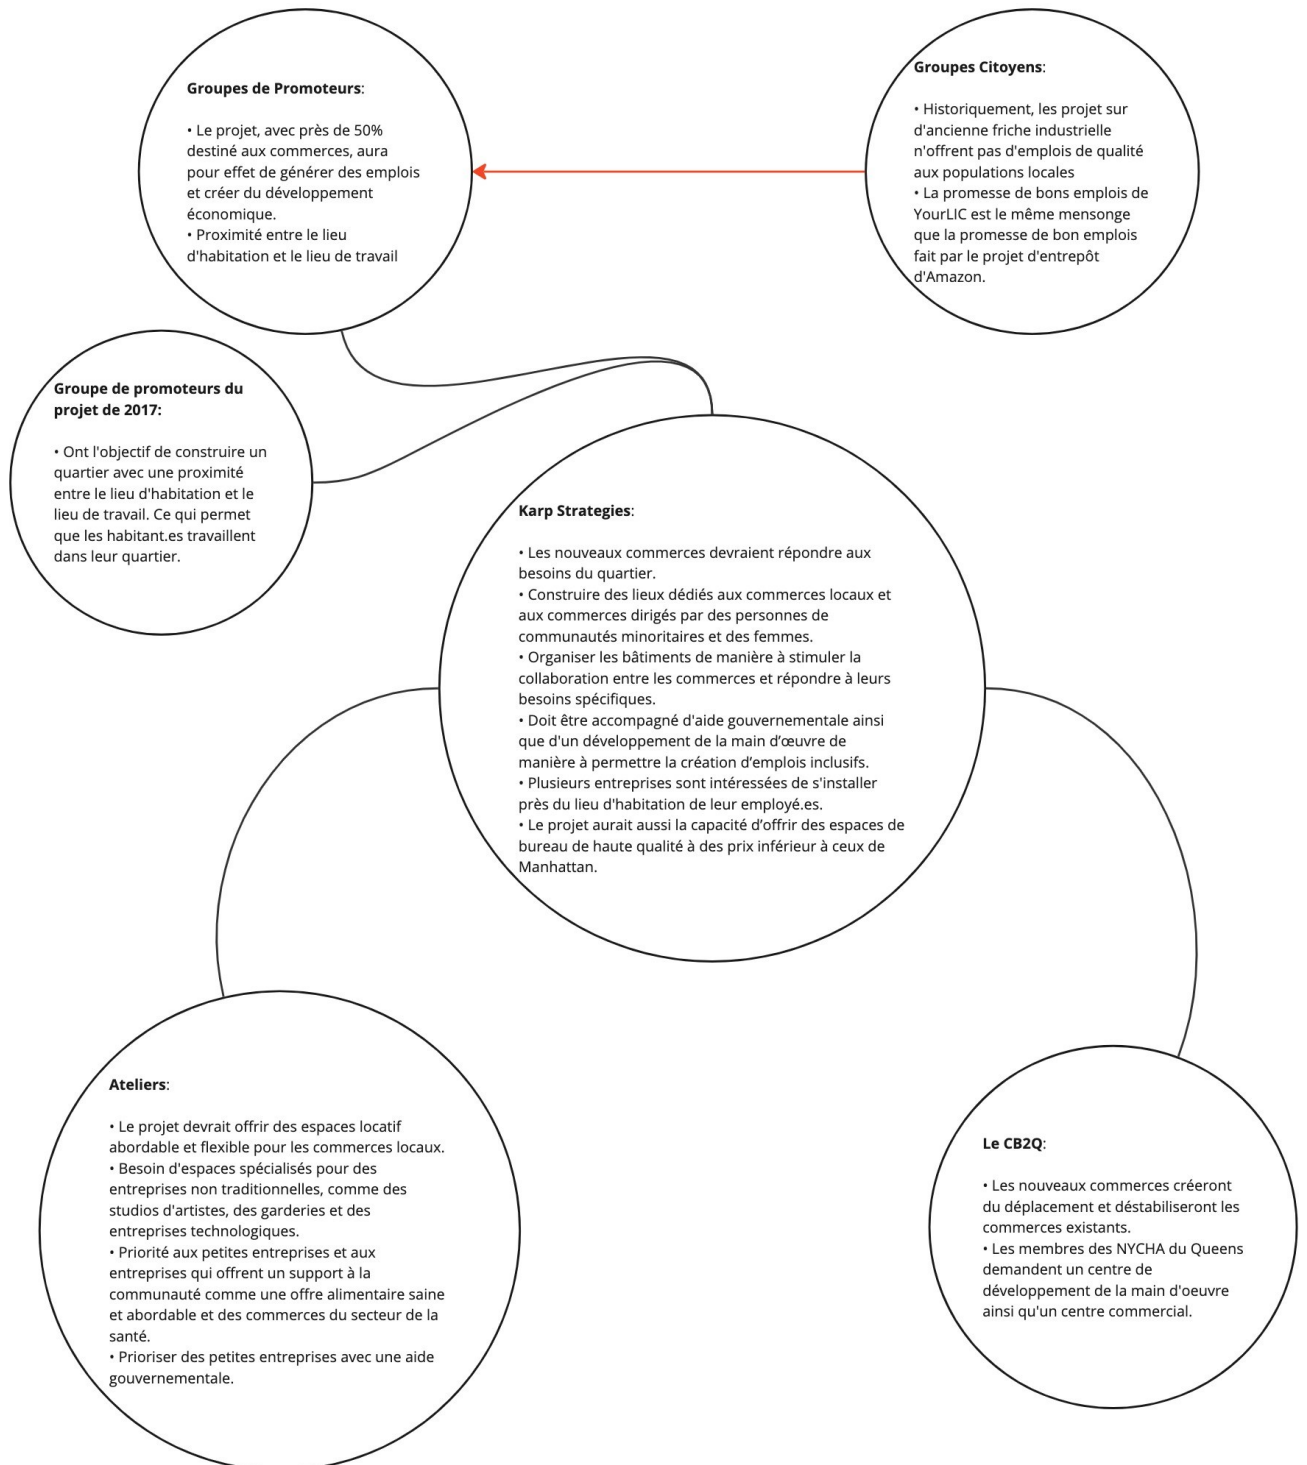 Groupes de Promoteurs:
• Le projet, avec près de 50%
destiné aux commerces, aura
pour effet de générer des emplois
et créer du développement
économique.
• Proximité entre le lieu
d'habitation et le lieu de travail
Groupes Citoyens:
• Historiquement, les projet sur
d'ancienne friche industrielle
n'offrent pas d'emplois de qualité
aux populations locales
• La promesse de bons emplois de
YourLIC est le même mensonge
que la promesse de bon emplois
fait par le projet d'entrepôt
d'Amazon.
Groupe de promoteurs du
projet de 2017:
• Ont l'objectif de construire un
quartier avec une proximité
entre le lieu d'habitation et le
lieu de travail. Ce qui permet
que les habitant.es travaillent
dans leur quartier.
Karp Strategies:
• Les nouveaux commerces devraient répondre aux
besoins du quartier.
• Construire des lieux dédiés aux commerces locaux et
aux commerces dirigés par des personnes de
communautés minoritaires et des femmes.
• Organiser les bâtiments de manière à stimuler la
collaboration entre les commerces et répondre à leurs
besoins spécifiques.
• Doit être accompagné d'aide gouvernementale ainsi
que d'un développement de la main d’œuvre de
manière à permettre la création d’emplois inclusifs.
• Plusieurs entreprises sont intéressées de s'installer
près du lieu d'habitation de leur employé.es.
• Le projet aurait aussi la capacité d’offrir des espaces de
bureau de haute qualité à des prix inférieur à ceux de
Manhattan.
Ateliers:
• Le projet devrait offrir des espaces locatif
abordable et flexible pour les commerces locaux.
• Besoin d'espaces spécialisés pour des
entreprises non traditionnelles, comme des
studios d'artistes, des garderies et des
entreprises technologiques.
• Priorité aux petites entreprises et aux
entreprises qui offrent un support à la
communauté comme une offre alimentaire saine
et abordable et des commerces du secteur de la
santé.
• Prioriser des petites entreprises avec une aide
gouvernementale.
Le CB2Q:
• Les nouveaux commerces créeront
du déplacement et déstabiliseront les
commerces existants.
• Les membres des NYCHA du Queens
demandent un centre de
développement de la main d'oeuvre
ainsi qu'un centre commercial.